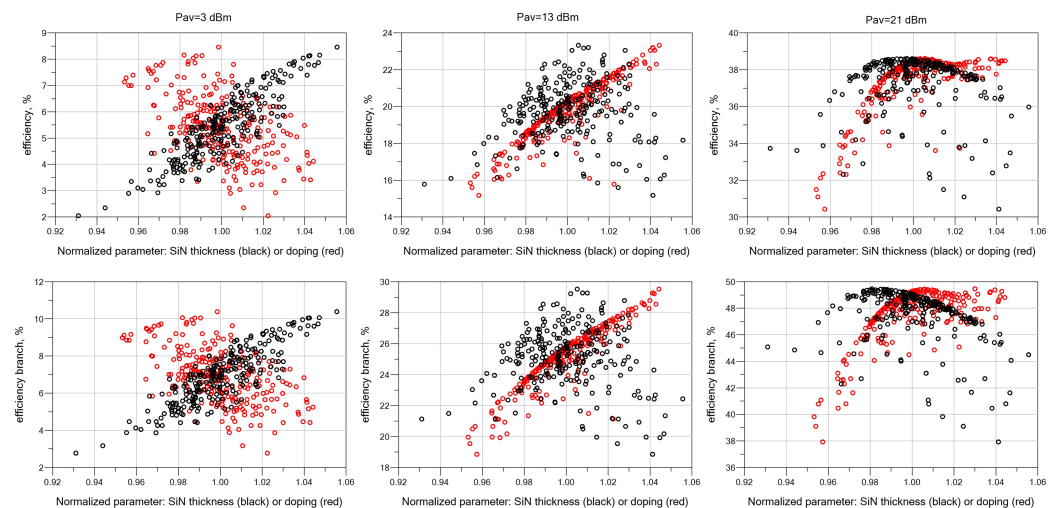 Pav=3 dBm
Pav=13 dBm
Pav=21 dBm
efficiency, %
9
8
7
6
5
4
3
2
0.92 0.94 0.96 0.98 1.00 1.02 1.04 1.06
Normalized parameter: SiN thickness (black) or doping (red)
efficiency, %
24
22
20
18
16
14
0.92 0.94 0.96 0.98 1.00 1.02 1.04 1.06
Normalized parameter: SiN thickness (black) or doping (red)
efficiency, %
40
38
36
34
32
30
0.92 0.94 0.96 0.98 1.00 1.02 1.04 1.06
Normalized parameter: SiN thickness (black) or doping (red)
efficiency branch, %
12
10
8
6
4
2
0.92 0.94 0.96 0.98 1.00 1.02 1.04 1.06
Normalized parameter: SiN thickness (black) or doping (red)
efficiency branch, %
30
28
26
24
22
20
18
0.92 0.94 0.96 0.98 1.00 1.02 1.04 1.06
Normalized parameter: SiN thickness (black) or doping (red)
efficiency branch, %
50
48
46
44
42
40
38
36
0.92 0.94 0.96 0.98 1.00 1.02 1.04 1.06
Normalized parameter: SiN thickness (black) or doping (red)